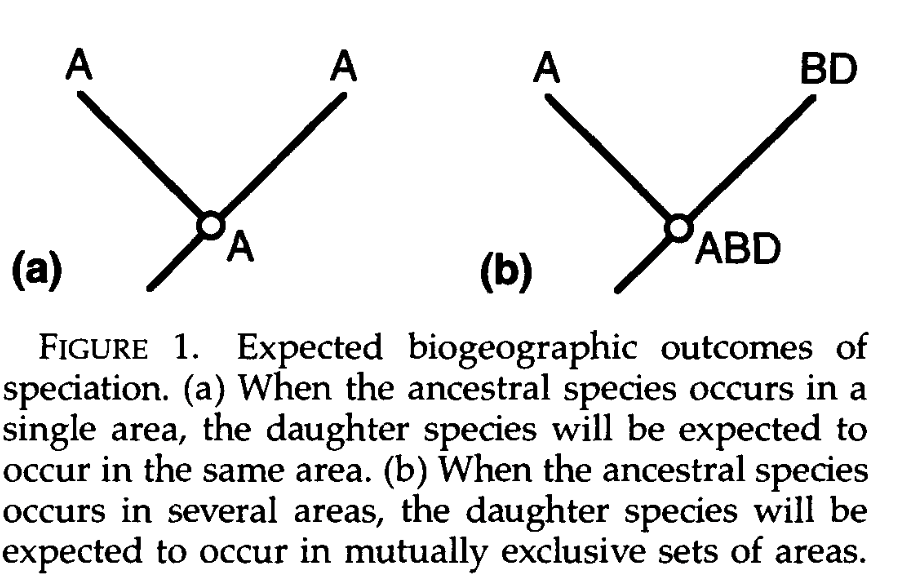 A A A BD
(a) A (b) ABD
FIGURE 1. Expected biogeographic outcomes of
speciation. (a) When the ancestral species occurs in a
single area, the daughter species will be expected to
occur in the same area. (b) When the ancestral species
occurs in several areas, the daughter species will be
expected to occur in mutually exclusive sets of areas.